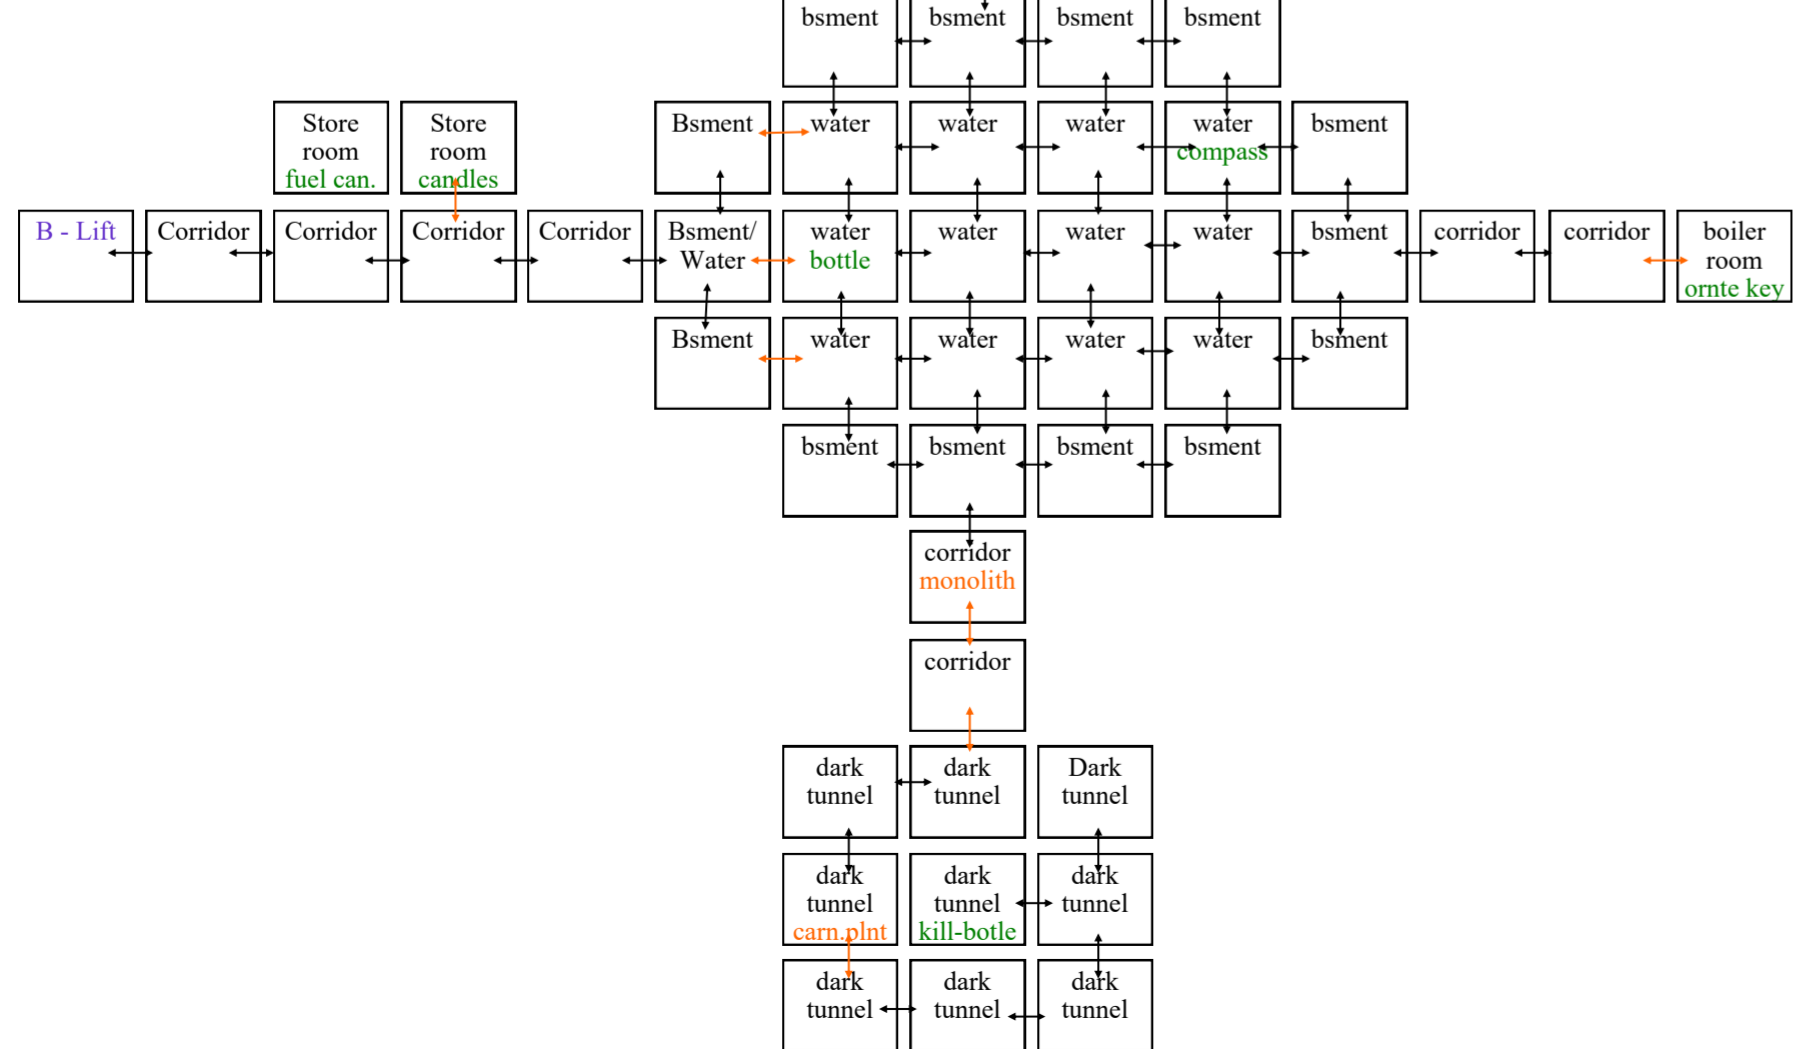 bsment
bsment
bsment
bsment
Store
room
fuel can.
Store
room
candles
Bsment
water
water
water
water
compass
bsment
B - Lift
Corridor
Corridor
Corridor
Corridor
Bsment/
Water
water
bottle
water
water
water
bsment
corridor
corridor
boiler
room
ornte key
Bsment
water
water
water
water
bsment
bsment
bsment
bsment
bsment
corridor
monolith
corridor
dark
tunnel
dark
tunnel
Dark
tunnel
dark
tunnel
carn.plnt
dark
tunnel
kill-botle
dark
tunnel
dark
tunnel
dark
tunnel
dark
tunnel